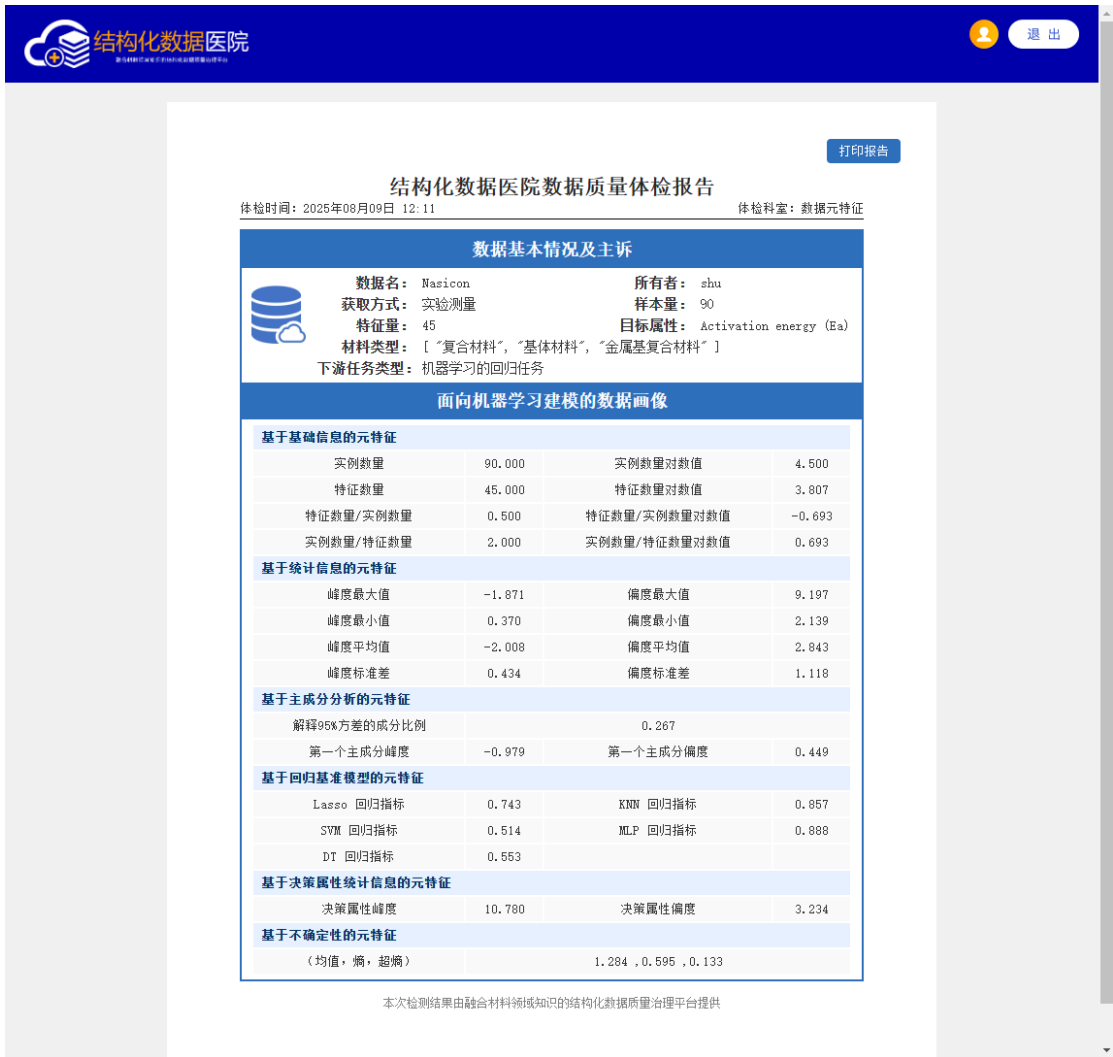 结构化数据医院
退 出
打印报告
结构化数据医院数据质量体检报告
体检时间：2025年08月09日 12:11 体检科室：数据元特征
数据基本情况及主诉
数据名： Nasicon 所有者： shu
获取方式： 实验测量 样本量： 90
特征量： 45 目标属性： Activation energy (Ea)
材料类型： [ "复合材料", "基体材料", "金属基复合材料" ]
下游任务类型： 机器学习的回归任务
面向机器学习建模的数据画像
基于基础信息的元特征
实例数量 90.000 实例数量对数值 4.500
特征数量 45.000 特征数量对数值 3.807
特征数量/实例数量 0.500 特征数量/实例数量对数值 -0.693
实例数量/特征数量 2.000 实例数量/特征数量对数值 0.693
基于统计信息的元特征
峰度最大值 -1.871 偏度最大值 9.197
峰度最小值 0.370 偏度最小值 2.139
峰度平均值 -2.008 偏度平均值 2.843
峰度标准差 0.434 偏度标准差 1.118
基于主成分分析的元特征
解释95%方差的成分比例 0.267
第一个主成分峰度 -0.979 第一个主成分偏度 0.449
基于回归基准模型的元特征
Lasso 回归指标 0.743 KNN 回归指标 0.857
SVM 回归指标 0.514 MLP 回归指标 0.888
DT 回归指标 0.553
基于决策属性统计信息的元特征
决策属性峰度 10.780 决策属性偏度 3.234
基于不确定性的元特征
（均值，熵，超熵） 1.284 ,0.595 ,0.133
本次检测结果由融合材料领域知识的结构化数据质量治理平台提供